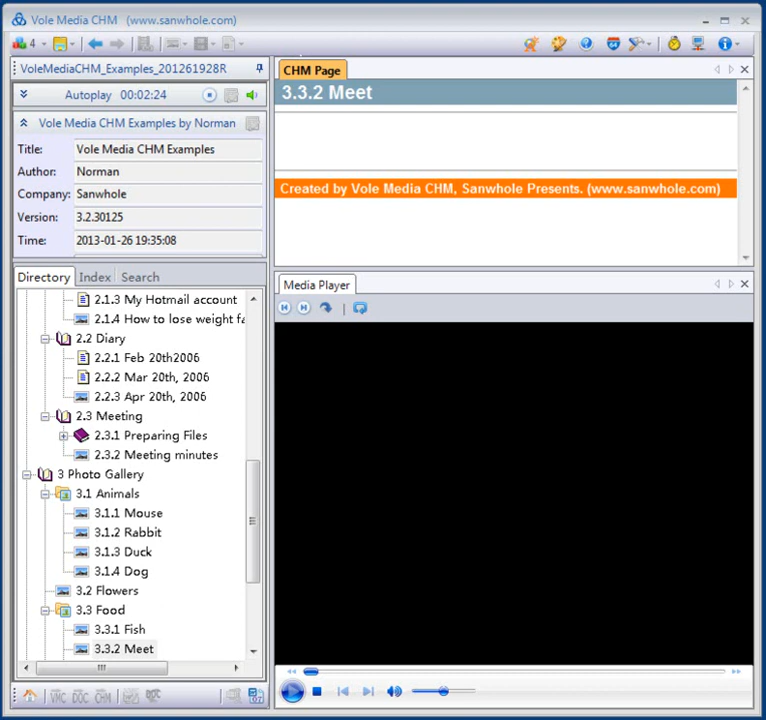 Vole Media CHM (www.sanwhole.com)
4
VoleMediaCHM_Examples_201261928R
Autoplay 00:02:24
Vole Media CHM Examples by Norman
Title: Vole Media CHM Examples
Author: Norman
Company: Sanwhole
Version: 3.2.30125
Time: 2013-01-26 19:35:08
Directory Index Search
2.1.3 My Hotmail account
2.1.4 How to lose weight fa
2.2 Diary
2.2.1 Feb 20th2006
2.2.2 Mar 20th, 2006
2.2.3 Apr 20th, 2006
2.3 Meeting
2.3.1 Preparing Files
2.3.2 Meeting minutes
3 Photo Gallery
3.1 Animals
3.1.1 Mouse
3.1.2 Rabbit
3.1.3 Duck
3.1.4 Dog
3.2 Flowers
3.3 Food
3.3.1 Fish
3.3.2 Meet
VMC DOC CHM
64
CHM Page
3.3.2 Meet
Created by Vole Media CHM, Sanwhole Presents. (www.sanwhole.com)
Media Player